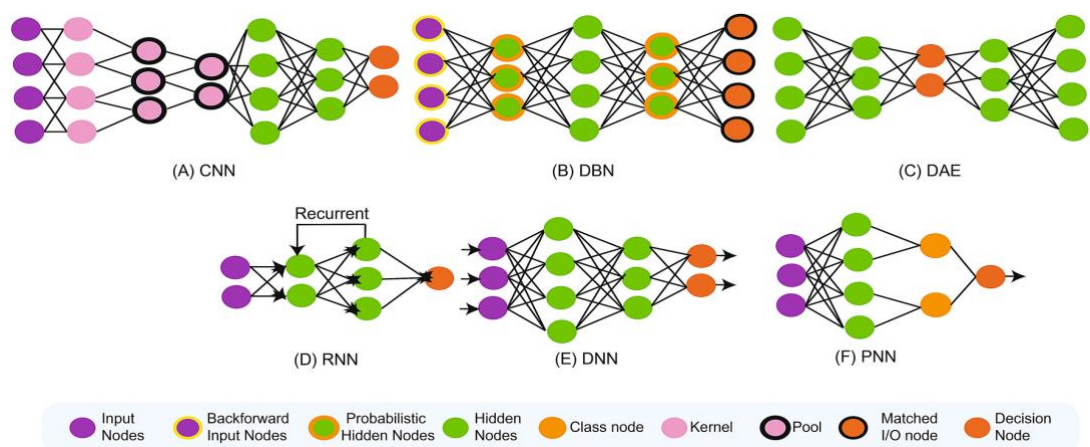 (A) CNN
(B) DBN
(C) DAE
Recurrent
(D) RNN
(E) DNN
(F) PNN
Input
Nodes
Backforward
Input Nodes
Probabilistic
Hidden Nodes
Hidden
Nodes
Class node
Kernel
Pool
Matched
I/O node
Decision
Node